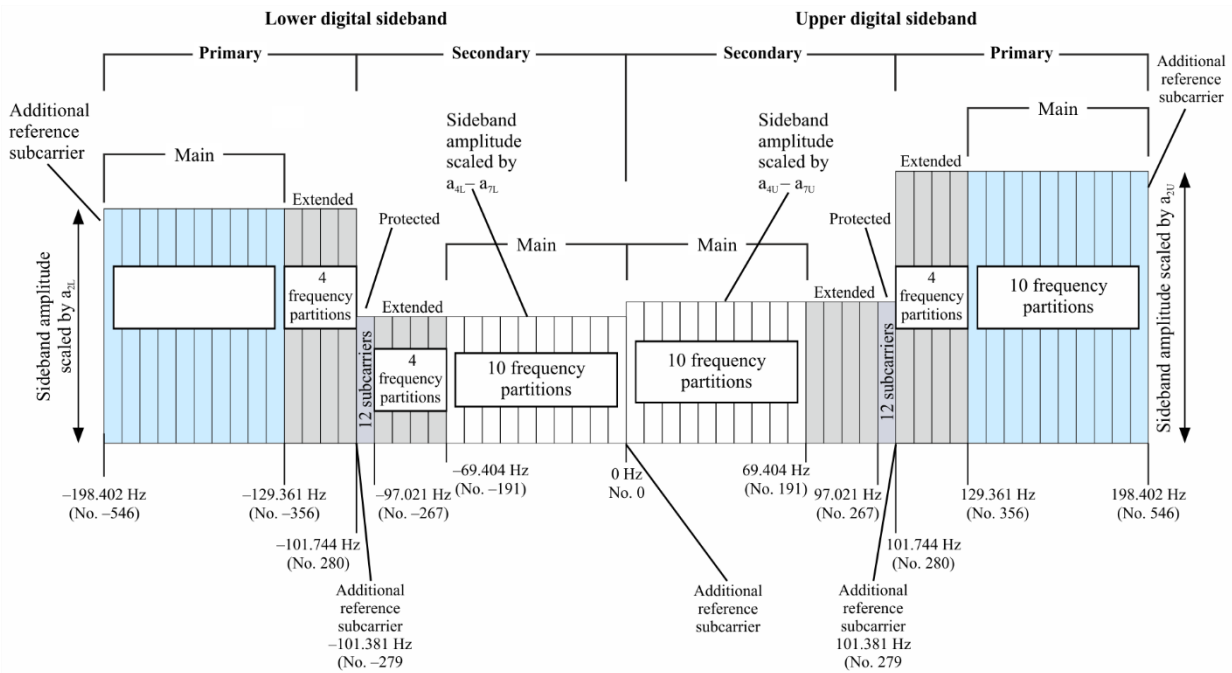 Lower digital sideband
Upper digital sideband
Primary
Secondary
Secondary
Primary
Additional
reference
subcarrier
Additional
reference
subcarrier
Main
Extended
Protected
Sideband
amplitude
scaled by
a4L– a7L
Main
Sideband
amplitude
scaled by
a4U– a7U
Main
Protected
Extended
Main
Extended
Extended
Sideband amplitude
scaled by a2L
4
frequency
partitions
12 subcarriers
4
frequency
partitions
10 frequency
partitions
10 frequency
partitions
12 subcarriers
4
frequency
partitions
10 frequency
partitions
Sideband amplitude scaled by a2U
–198.402 Hz
(No. –546)
–129.361 Hz
(No. –356)
–101.744 Hz
(No. 280)
–97.021 Hz
(No. –267)
–69.404 Hz
(No. –191)
0 Hz
No. 0
69.404 Hz
(No. 191)
97.021 Hz
(No. 267)
101.744 Hz
(No. 280)
129.361 Hz
(No. 356)
198.402 Hz
(No. 546)
Additional
reference
subcarrier
–101.381 Hz
(No. –279
Additional
reference
subcarrier
Additional
reference
subcarrier
101.381 Hz
(No. 279